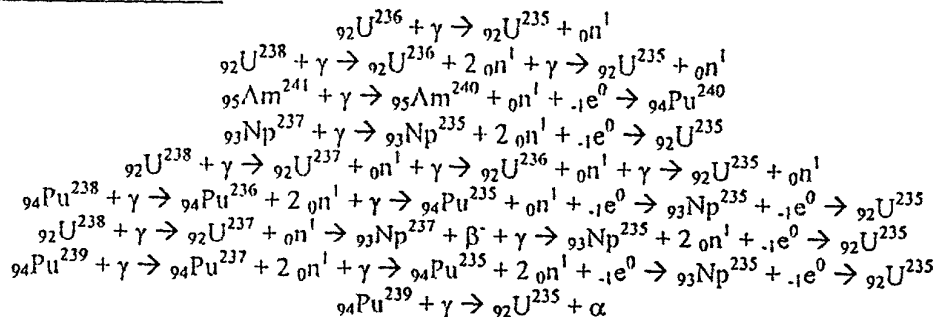 ₉₂U²³⁶ + γ → ₉₂U²³⁵ + ₀n¹
₉₂U²³⁸ + γ → ₉₂U²³⁶ + 2 ₀n¹ + γ → ₉₂U²³⁵ + ₀n¹
₉₅Am²⁴¹ + γ → ₉₅Am²⁴⁰ + ₀n¹ + ₋₁e⁰ → ₉₄Pu²⁴⁰
₉₃Np²³⁷ + γ → ₉₃Np²³⁵ + 2 ₀n¹ + ₋₁e⁰ → ₉₂U²³⁵
₉₂U²³⁸ + γ → ₉₂U²³⁷ + ₀n¹ + γ → ₉₂U²³⁶ + ₀n¹ + γ → ₉₂U²³⁵ + ₀n¹
₉₄Pu²³⁸ + γ → ₉₄Pu²³⁶ + 2 ₀n¹ + γ → ₉₄Pu²³⁵ + ₀n¹ + ₋₁e⁰ → ₉₃Np²³⁵ + ₋₁e⁰ → ₉₂U²³⁵
₉₂U²³⁸ + γ → ₉₂U²³⁷ + ₀n¹ → ₉₃Np²³⁷ + β⁻ + γ → ₉₃Np²³⁵ + 2 ₀n¹ + ₋₁e⁰ → ₉₂U²³⁵
₉₄Pu²³⁹ + γ → ₉₄Pu²³⁷ + 2 ₀n¹ + γ → ₉₄Pu²³⁵ + 2 ₀n¹ + ₋₁e⁰ → ₉₃Np²³⁵ + ₋₁e⁰ → ₉₂U²³⁵
₉₄Pu²³⁹ + γ → ₉₂U²³⁵ + α